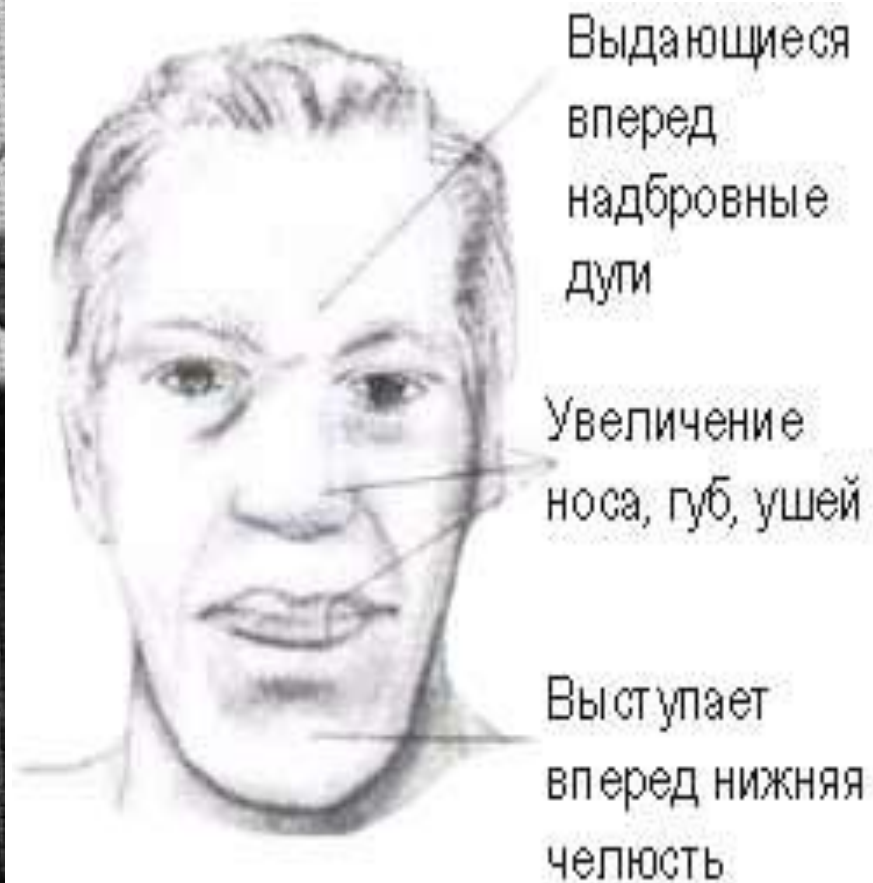 Выдающиеся
вперед
надбровные
дуги
Увеличение
носа, губ, ушей
Выступает
вперед нижняя
челюсть